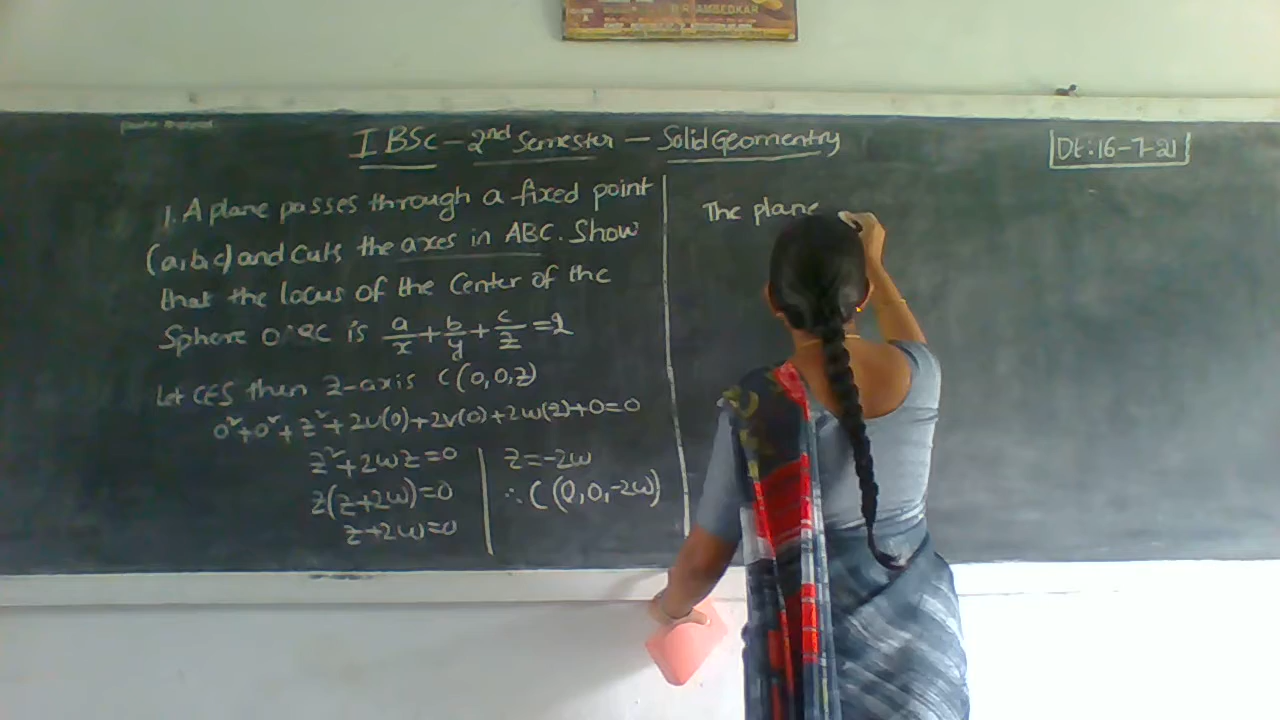 B.R. AMBEDKAR
I BSc - 2nd Semester - Solid Geomentry
Dt: 16-7-21
1. A plane passes through a fixed point
(a,b,c) and cuts the axes in ABC. Show
that the locus of the Center of the
Sphere OABC is a/x + b/y + c/z = 2
Let C∈S then z-axis C(0,0,z)
0²+0²+z²+2u(0)+2v(0)+2w(z)+0=0
z²+2wz=0
z(z+2w)=0
z+2w=0
z=-2w
∴ C(0,0,-2w)
The plane